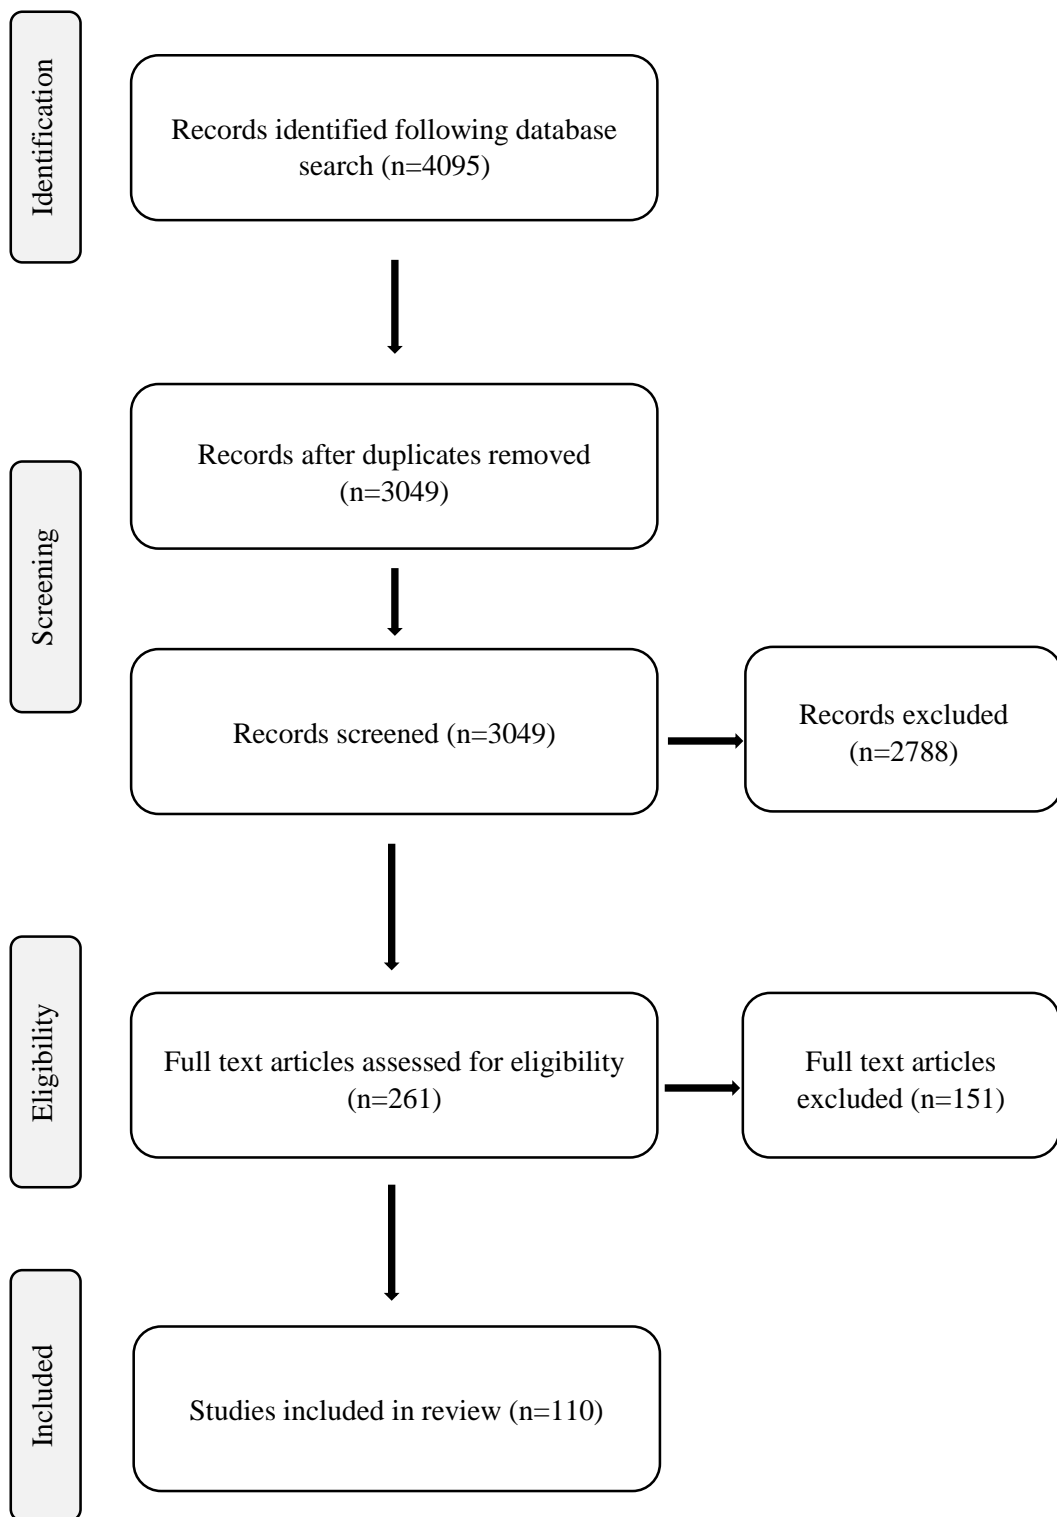 Identification
Records identified following database
search (n=4095)
Screening
Records after duplicates removed
(n=3049)
Records screened (n=3049)
Records excluded
(n=2788)
Eligibility
Full text articles assessed for eligibility
(n=261)
Full text articles
excluded (n=151)
Included
Studies included in review (n=110)